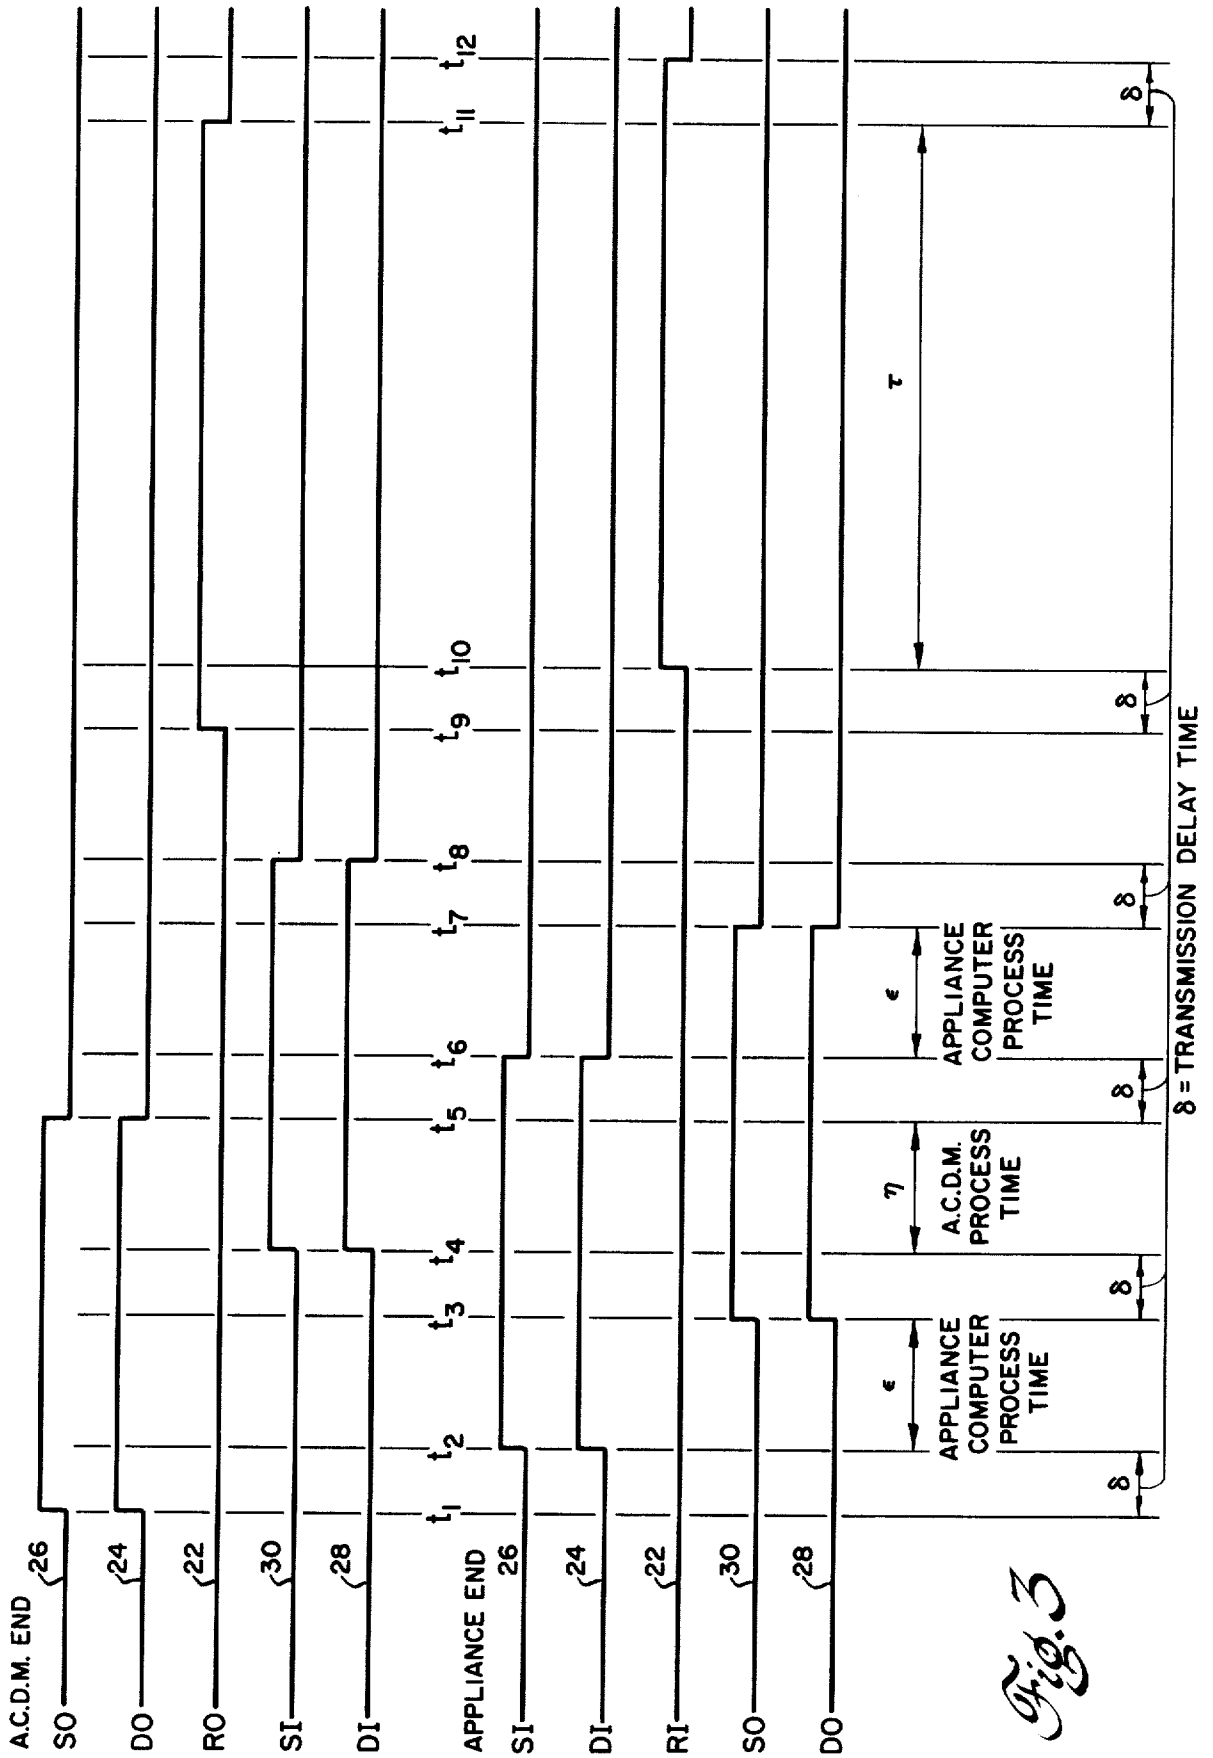 A.C.D.M. END
SO 26
DO 24
RO 22
SI 30
DI 28
t1 t2 t3 t4 t5 t6 t7 t8 t9 t10 t11 t12
APPLIANCE END
SI 26
DI 24
RI 22
SO 30
DO 28
ϵ η ϵ τ
APPLIANCE
COMPUTER
PROCESS
TIME
A.C.D.M.
PROCESS
TIME
APPLIANCE
COMPUTER
PROCESS
TIME
δ δ δ δ δ δ
δ = TRANSMISSION DELAY TIME
Fig. 3